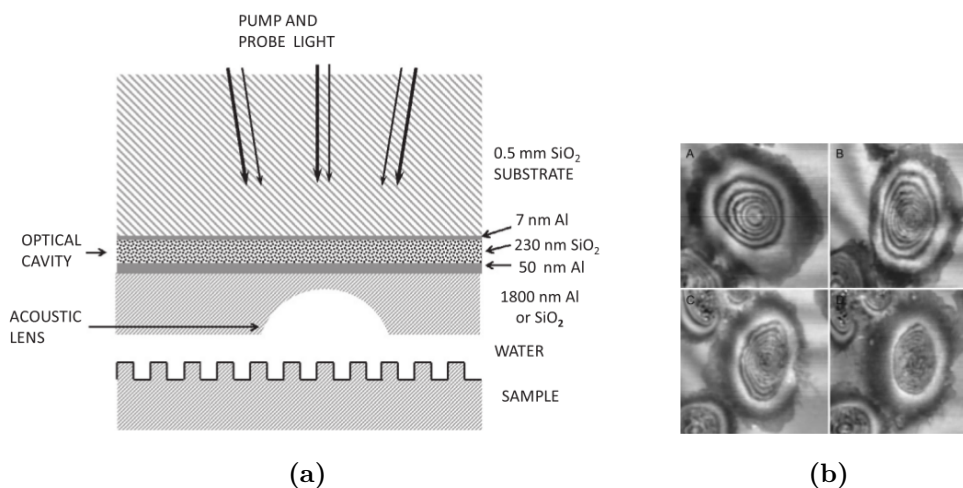 PUMP AND
PROBE LIGHT
0.5 mm SiO₂
SUBSTRATE
7 nm Al
OPTICAL
CAVITY
230 nm SiO₂
50 nm Al
1800 nm Al
or SiO₂
ACOUSTIC
LENS
WATER
SAMPLE
(a)
A
B
C
D
(b)